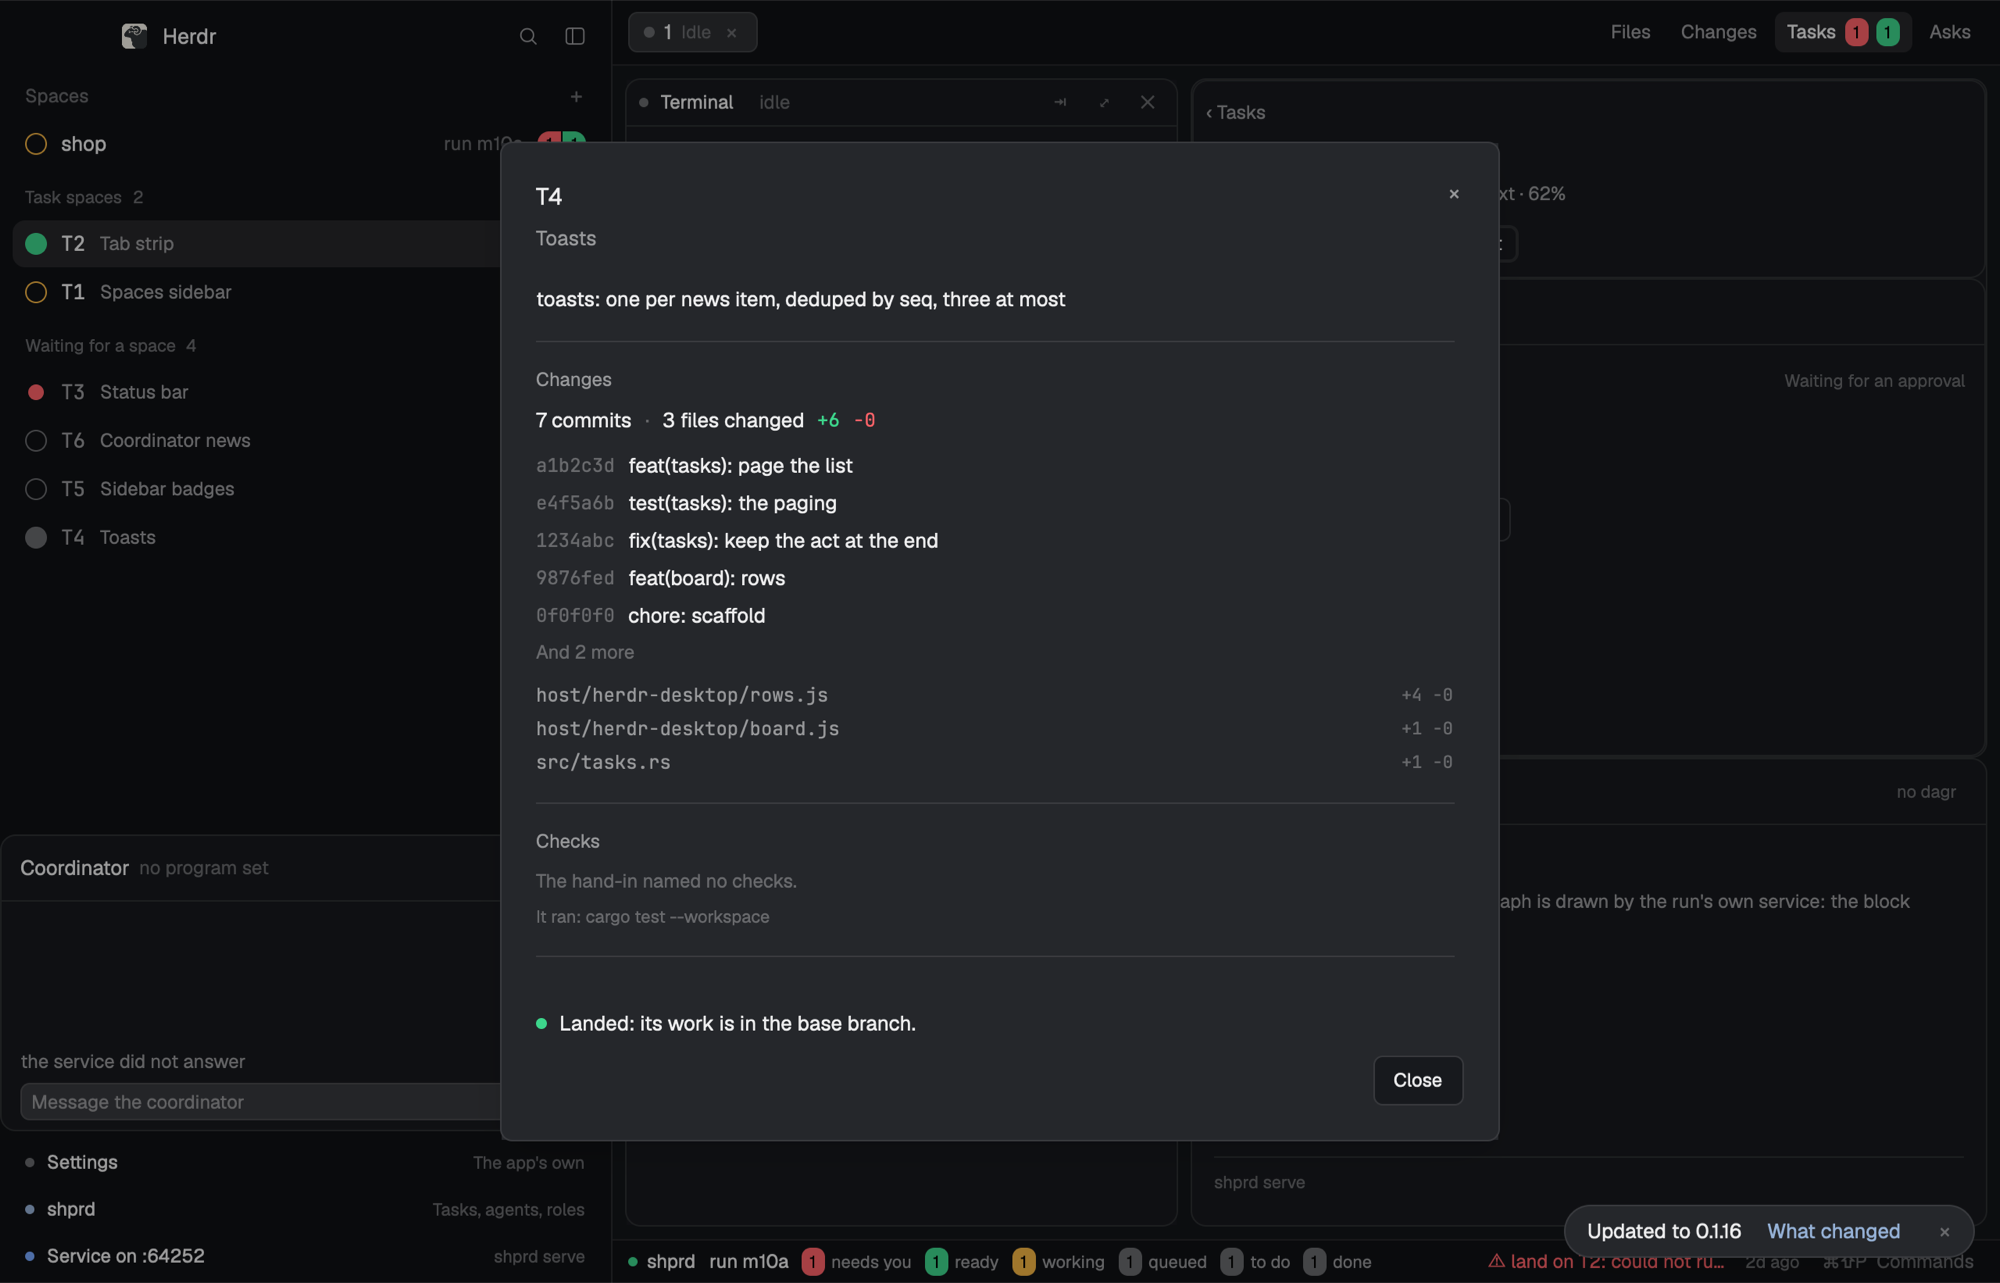 Herdr
1 Idle ×
Files Changes Tasks 1 1 Asks
Spaces +
shop run m10a 1 1
Task spaces 2
T2 Tab strip
T1 Spaces sidebar
Waiting for a space 4
T3 Status bar
T6 Coordinator news
T5 Sidebar badges
T4 Toasts
Coordinator no program set
the service did not answer
Message the coordinator
Settings The app's own
shprd Tasks, agents, roles
Service on :64252 shprd serve
Terminal idle
‹ Tasks
xt · 62%
Waiting for an approval
no dagr
aph is drawn by the run's own service: the block
shprd serve
T4 ×
Toasts
toasts: one per news item, deduped by seq, three at most
Changes
7 commits · 3 files changed +6 -0
a1b2c3d feat(tasks): page the list
e4f5a6b test(tasks): the paging
1234abc fix(tasks): keep the act at the end
9876fed feat(board): rows
0f0f0f0 chore: scaffold
And 2 more
host/herdr-desktop/rows.js +4 -0
host/herdr-desktop/board.js +1 -0
src/tasks.rs +1 -0
Checks
The hand-in named no checks.
It ran: cargo test --workspace
Landed: its work is in the base branch.
Close
Updated to 0.1.16 What changed ×
shprd run m10a 1 needs you 1 ready 1 working 1 queued 1 to do 1 done
⚠ land on T2: could not ru... 2d ago ⌘⇧P Commands